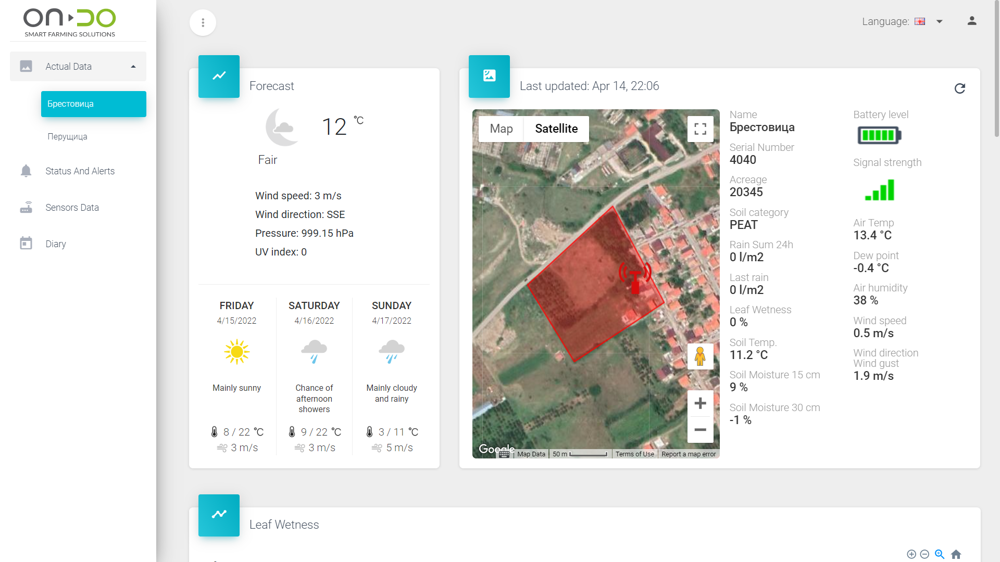 ON DO
SMART FARMING SOLUTIONS
Actual Data
Брестовица
Перущица
Status And Alerts
Sensors Data
Diary
Language:
Forecast
12 °C
Fair
Wind speed: 3 m/s
Wind direction: SSE
Pressure: 999.15 hPa
UV index: 0
FRIDAY
4/15/2022
Mainly sunny
8 / 22 °C
3 m/s
SATURDAY
4/16/2022
Chance of
afternoon
showers
9 / 22 °C
3 m/s
SUNDAY
4/17/2022
Mainly cloudy
and rainy
3 / 11 °C
5 m/s
Last updated: Apr 14, 22:06
Map
Satellite
Google
Map Data
50 m
Terms of Use
Report a map error
Name
Брестовица
Serial Number
4040
Acreage
20345
Soil category
PEAT
Rain Sum 24h
0 l/m2
Last rain
0 l/m2
Leaf Wetness
0 %
Soil Temp.
11.2 °C
Soil Moisture 15 cm
9 %
Soil Moisture 30 cm
-1 %
Battery level
Signal strength
Air Temp
13.4 °C
Dew point
-0.4 °C
Air humidity
38 %
Wind speed
0.5 m/s
Wind direction
Wind gust
1.9 m/s
Leaf Wetness